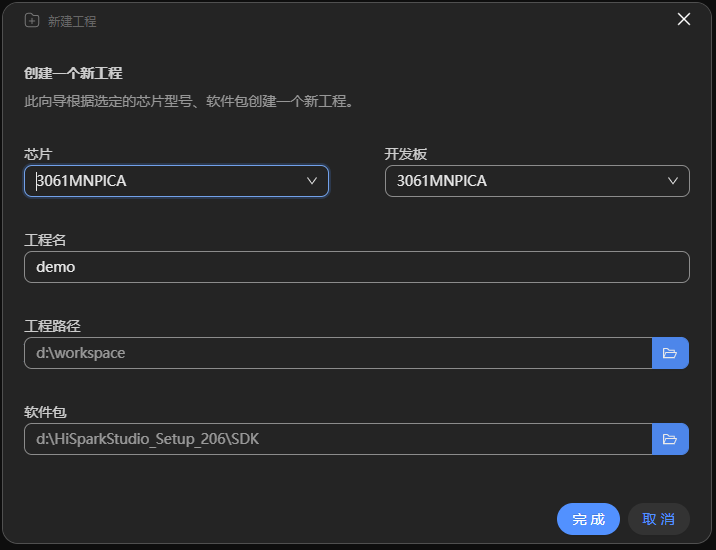 新建工程
创建一个新工程
此向导根据选定的芯片型号、软件包创建一个新工程。
芯片
开发板
3061MNPICA
3061MNPICA
工程名
demo
工程路径
d:\workspace
软件包
d:\HiSparkStudio_Setup_206\SDK
完成
取消